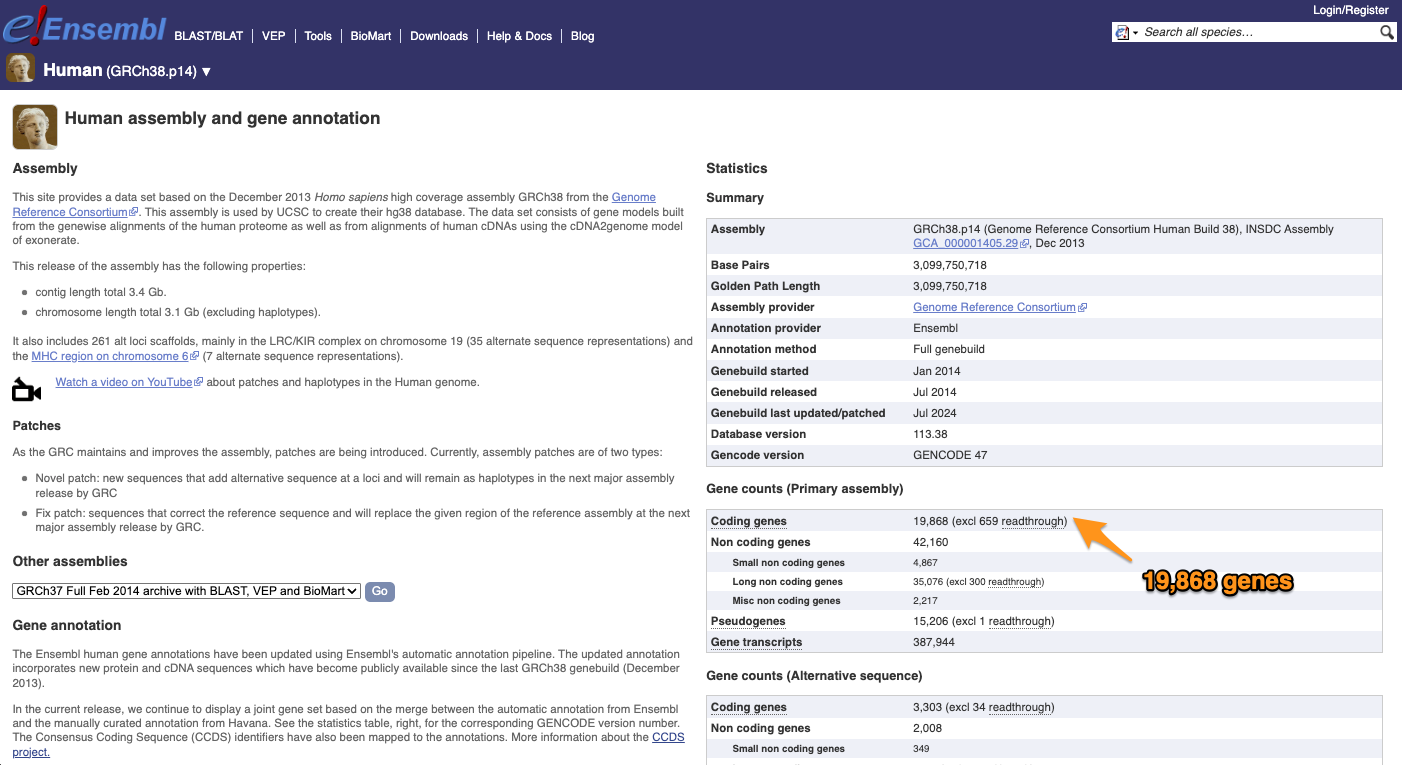 Login/Register
e!Ensembl BLAST/BLAT VEP Tools BioMart Downloads Help & Docs Blog
Search all species...
Human (GRCh38.p14) ▼
Human assembly and gene annotation
Assembly
This site provides a data set based on the December 2013 Homo sapiens high coverage assembly GRCh38 from the Genome
Reference Consortium. This assembly is used by UCSC to create their hg38 database. The data set consists of gene models built
from the genewise alignments of the human proteome as well as from alignments of human cDNAs using the cDNA2genome model
of exonerate.
This release of the assembly has the following properties:
• contig length total 3.4 Gb.
• chromosome length total 3.1 Gb (excluding haplotypes).
It also includes 261 alt loci scaffolds, mainly in the LRC/KIR complex on chromosome 19 (35 alternate sequence representations) and
the MHC region on chromosome 6 (7 alternate sequence representations).
Watch a video on YouTube about patches and haplotypes in the Human genome.
Patches
As the GRC maintains and improves the assembly, patches are being introduced. Currently, assembly patches are of two types:
• Novel patch: new sequences that add alternative sequence at a loci and will remain as haplotypes in the next major assembly
release by GRC
• Fix patch: sequences that correct the reference sequence and will replace the given region of the reference assembly at the next
major assembly release by GRC.
Other assemblies
GRCh37 Full Feb 2014 archive with BLAST, VEP and BioMart Go
Gene annotation
The Ensembl human gene annotations have been updated using Ensembl's automatic annotation pipeline. The updated annotation
incorporates new protein and cDNA sequences which have become publicly available since the last GRCh38 genebuild (December
2013).
In the current release, we continue to display a joint gene set based on the merge between the automatic annotation from Ensembl
and the manually curated annotation from Havana. See the statistics table, right, for the corresponding GENCODE version number.
The Consensus Coding Sequence (CCDS) identifiers have also been mapped to the annotations. More information about the CCDS
project.
Statistics
Summary
Assembly GRCh38.p14 (Genome Reference Consortium Human Build 38), INSDC Assembly
GCA_000001405.29, Dec 2013
Base Pairs 3,099,750,718
Golden Path Length 3,099,750,718
Assembly provider Genome Reference Consortium
Annotation provider Ensembl
Annotation method Full genebuild
Genebuild started Jan 2014
Genebuild released Jul 2014
Genebuild last updated/patched Jul 2024
Database version 113.38
Gencode version GENCODE 47
Gene counts (Primary assembly)
Coding genes 19,868 (excl 659 readthrough)
Non coding genes 42,160
Small non coding genes 4,867
Long non coding genes 35,076 (excl 300 readthrough)
Misc non coding genes 2,217
Pseudogenes 15,206 (excl 1 readthrough)
Gene transcripts 387,944
19,868 genes
Gene counts (Alternative sequence)
Coding genes 3,303 (excl 34 readthrough)
Non coding genes 2,008
Small non coding genes 349